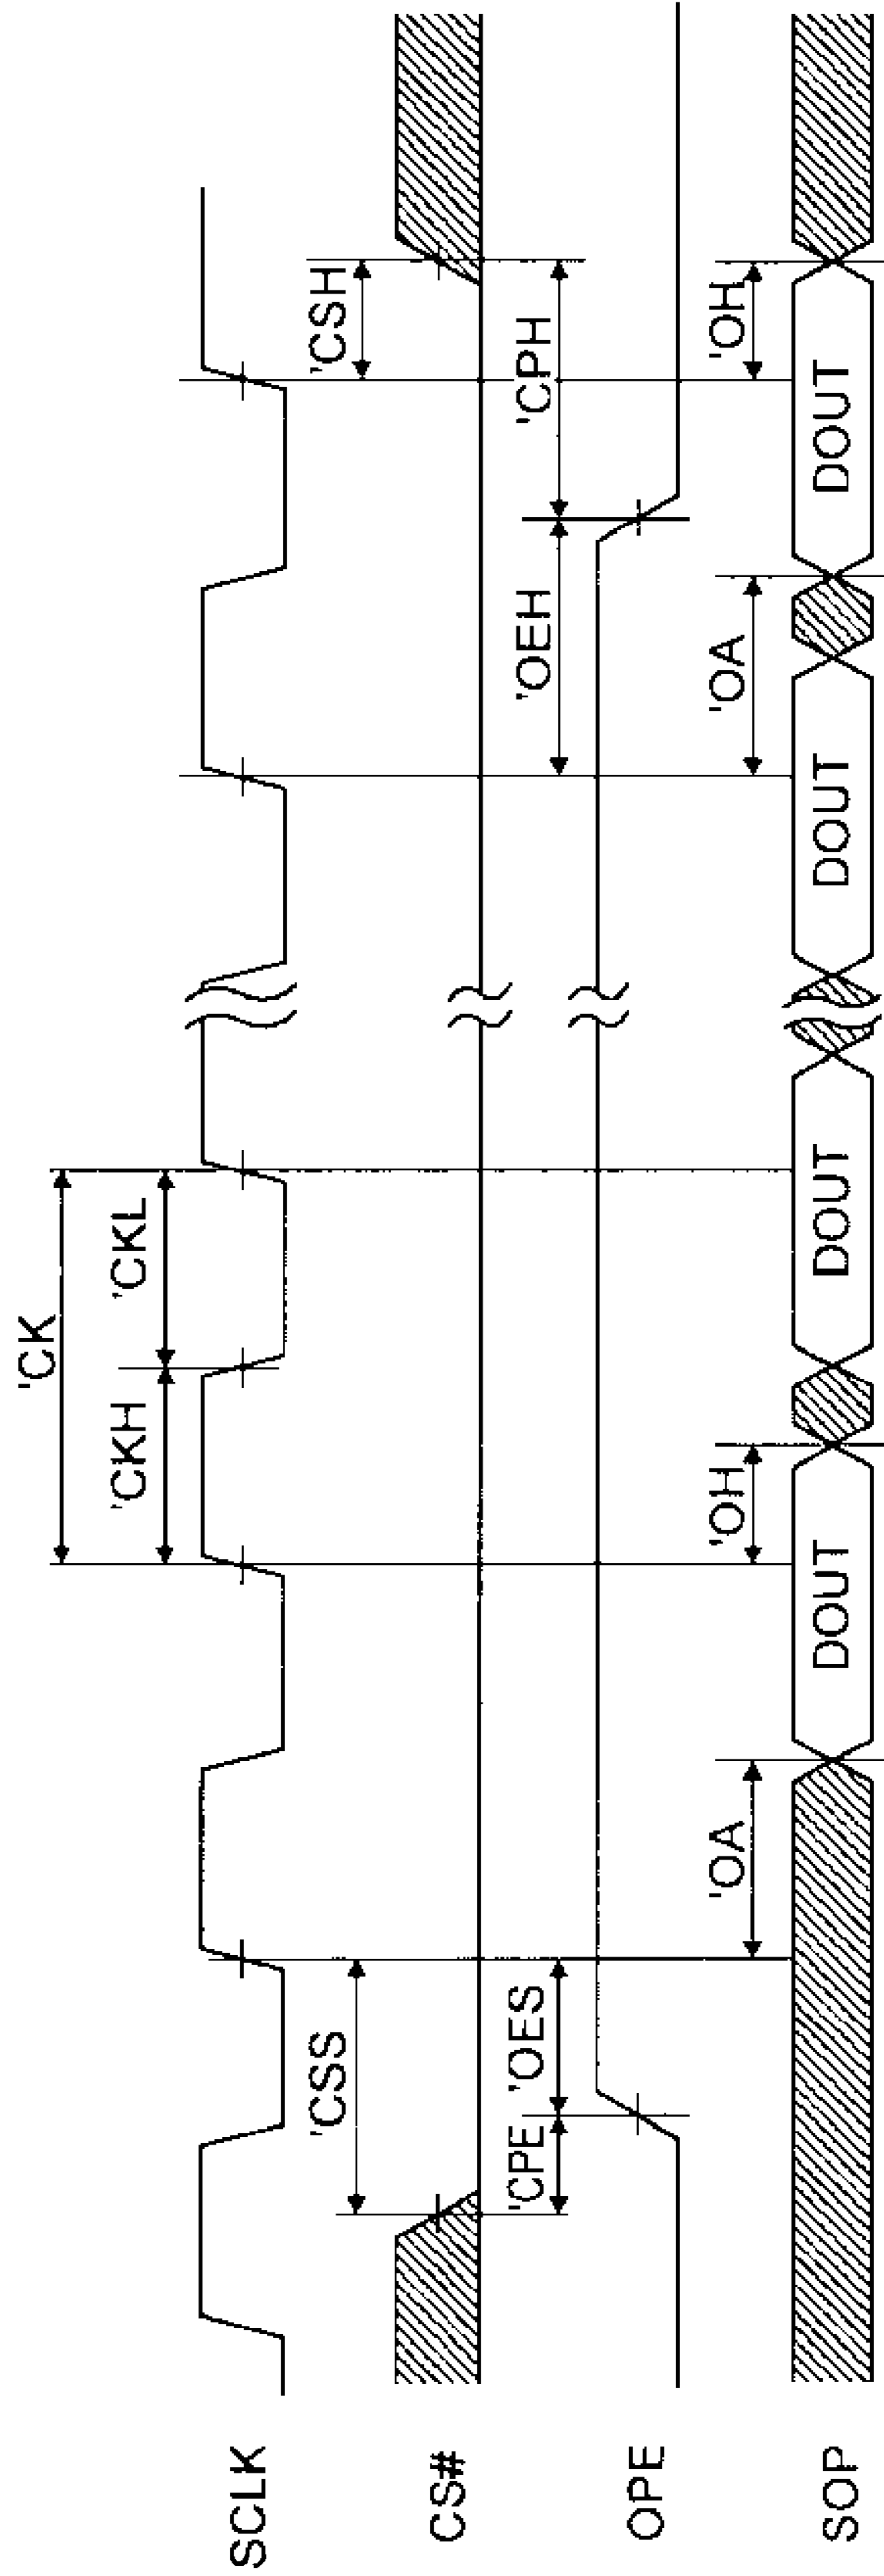 'CK
'CKH
'CKL
SCLK
'CSS
'CSH
CS#
'CPE
'OES
'OEH
'CPH
OPE
'OA
'OH
'OA
'OH
SOP
DOUT
DOUT
DOUT
DOUT